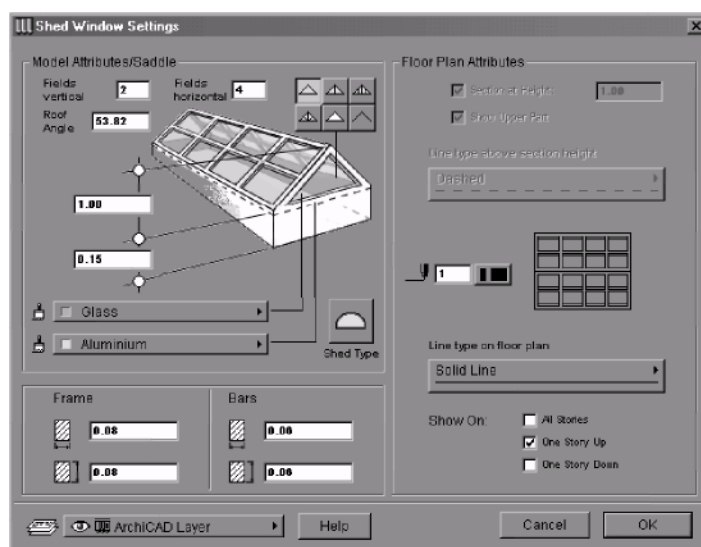 Shed Window Settings
Model Attributes/Saddle
Fields vertical 2
Fields horizontal 4
Roof Angle 53.82
1.00
0.15
Glass
Aluminium
Shed Type
Frame
0.08
0.08
Bars
0.06
0.06
Floor Plan Attributes
Section at Height: 1.00
Show Upper Part
Line type above section height
Dashed
1
Line type on floor plan
Solid Line
Show On:
All Stories
One Story Up
One Story Down
ArchiCAD Layer
Help
Cancel
OK